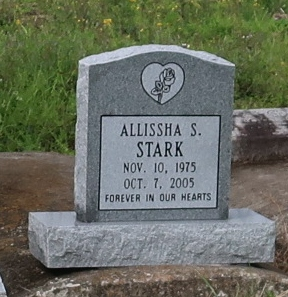 ALLISSHA S.
STARK
NOV. 10, 1975
OCT. 7, 2005
FOREVER IN OUR HEARTS